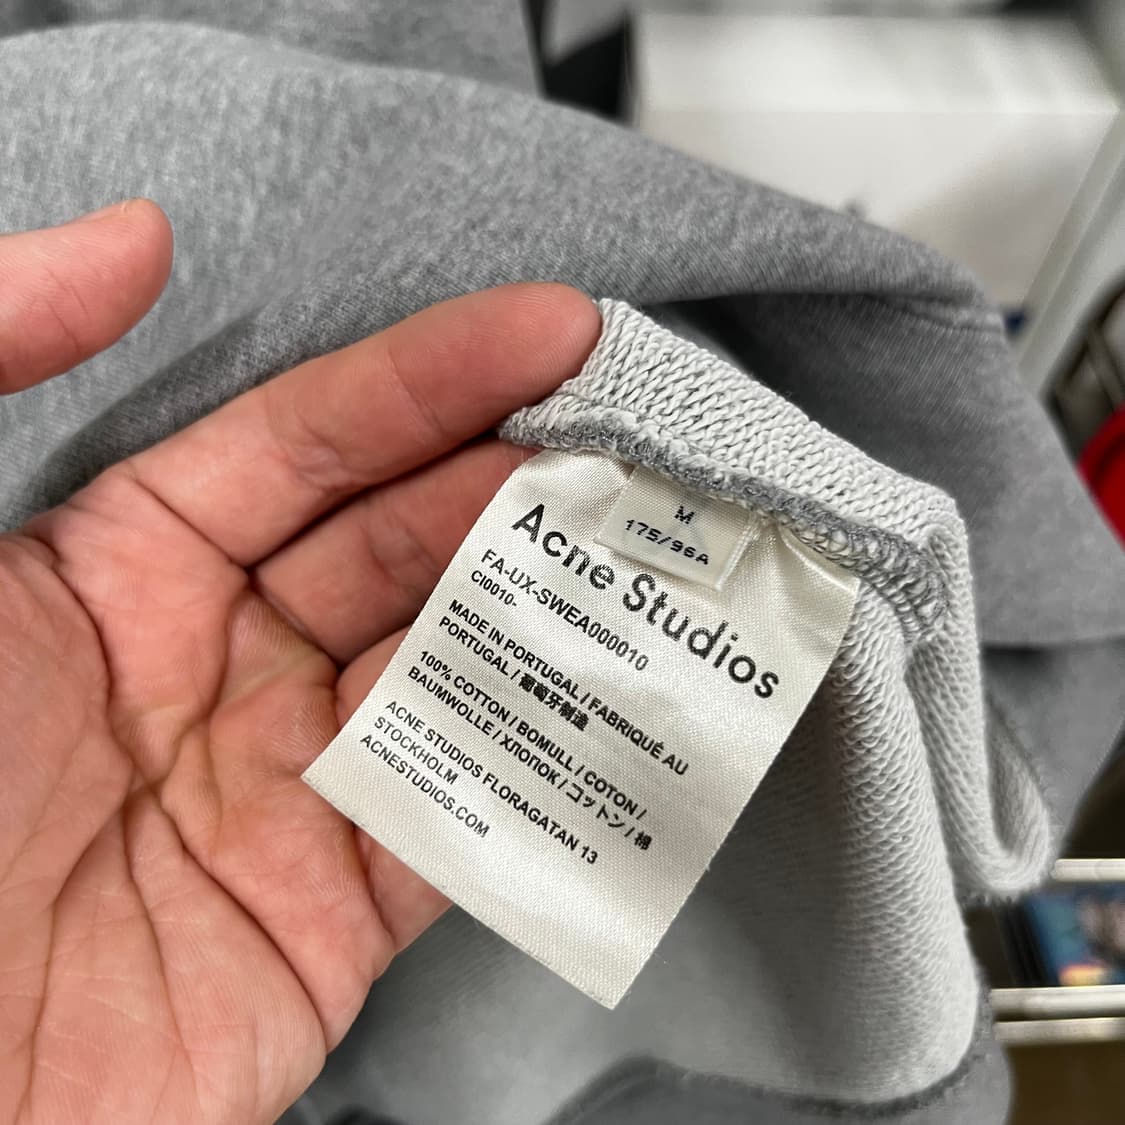 M
175/96A
Acne Studios
FA-UX-SWEA000010
CI0010-
MADE IN PORTUGAL / FABRIQUÉ AU
PORTUGAL / 葡萄牙制造
100% COTTON / BOMULL / COTON /
BAUMWOLLE / ХЛОПОК / コットン / 棉
ACNE STUDIOS FLORAGATAN 13
STOCKHOLM
ACNESTUDIOS.COM